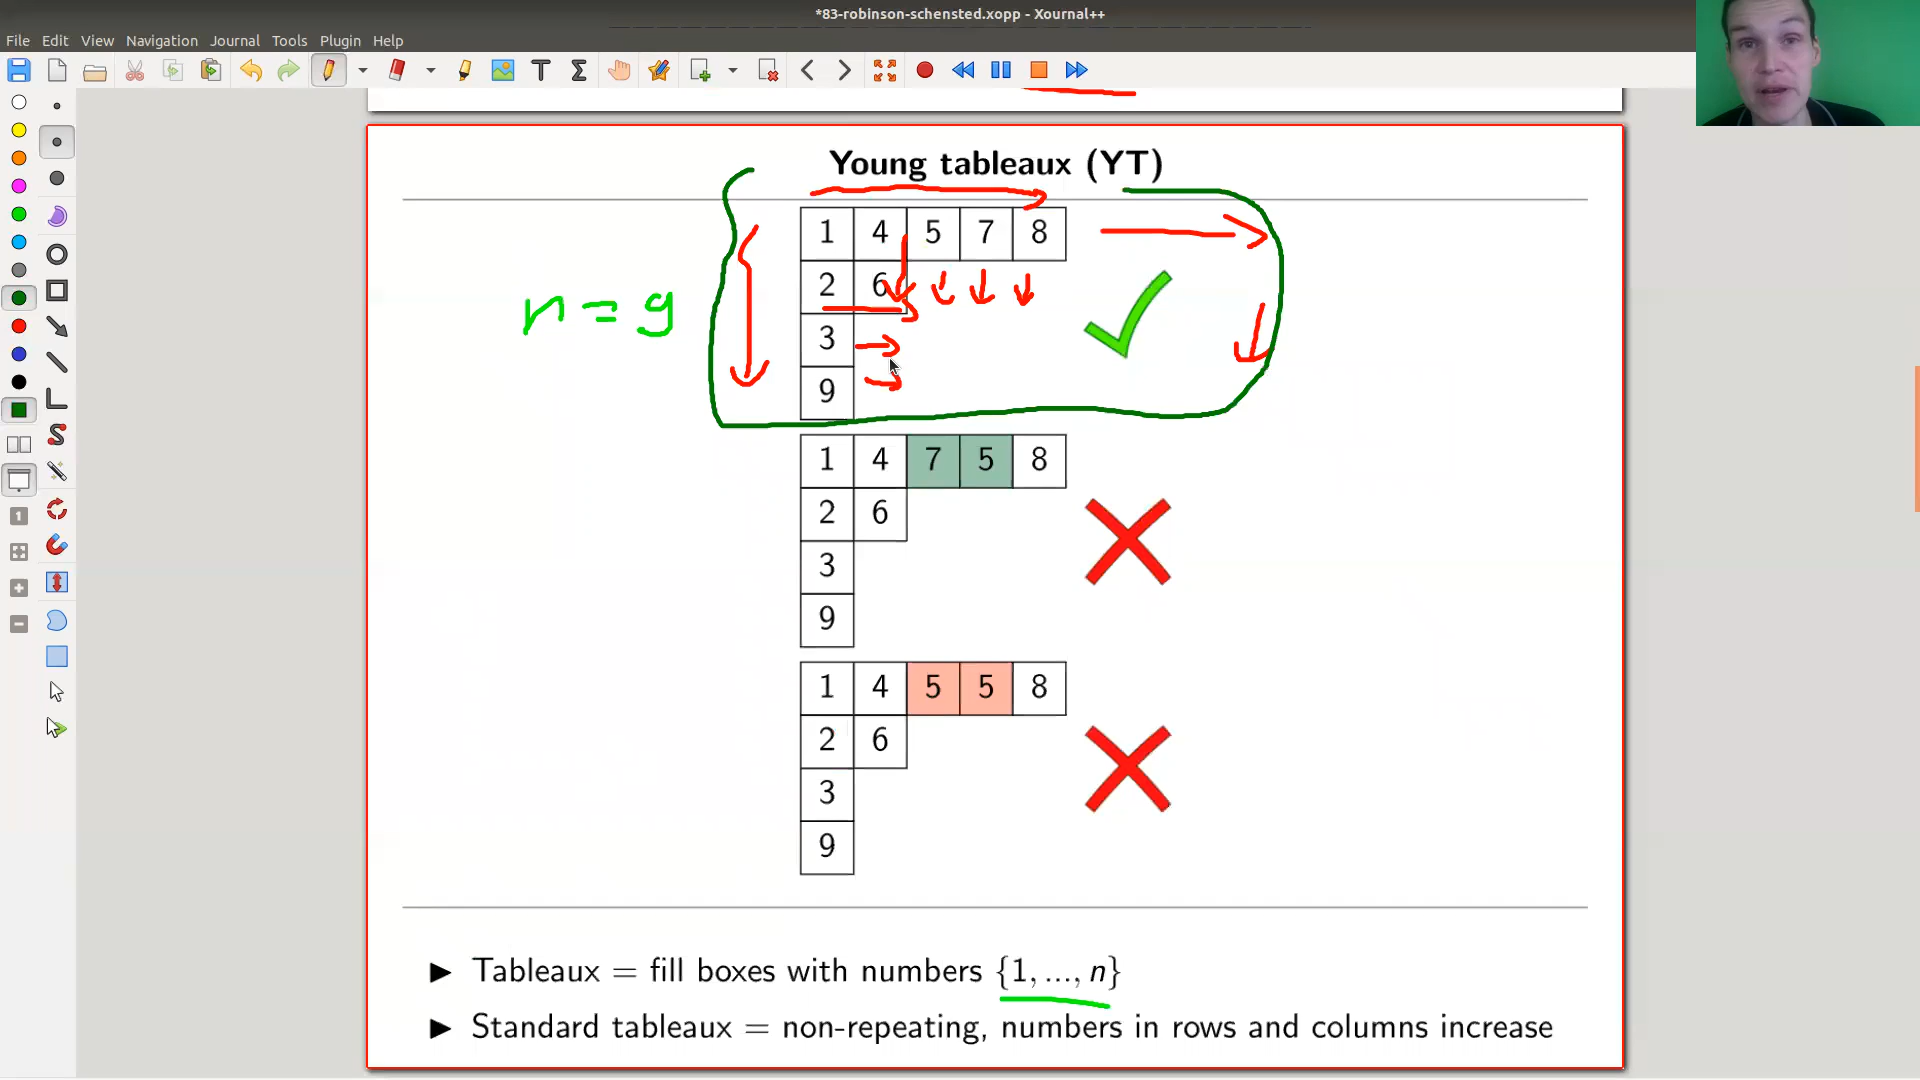 *83-robinson-schensted.xopp - Xournal++
File Edit View Navigation Journal Tools Plugin Help
Young tableaux (YT)
1 4 5 7 8
2 6
n = 9
3
9
1 4 7 5 8
2 6
3
9
1 4 5 5 8
2 6
3
9
▶ Tableaux = fill boxes with numbers {1, ..., n}
▶ Standard tableaux = non-repeating, numbers in rows and columns increase